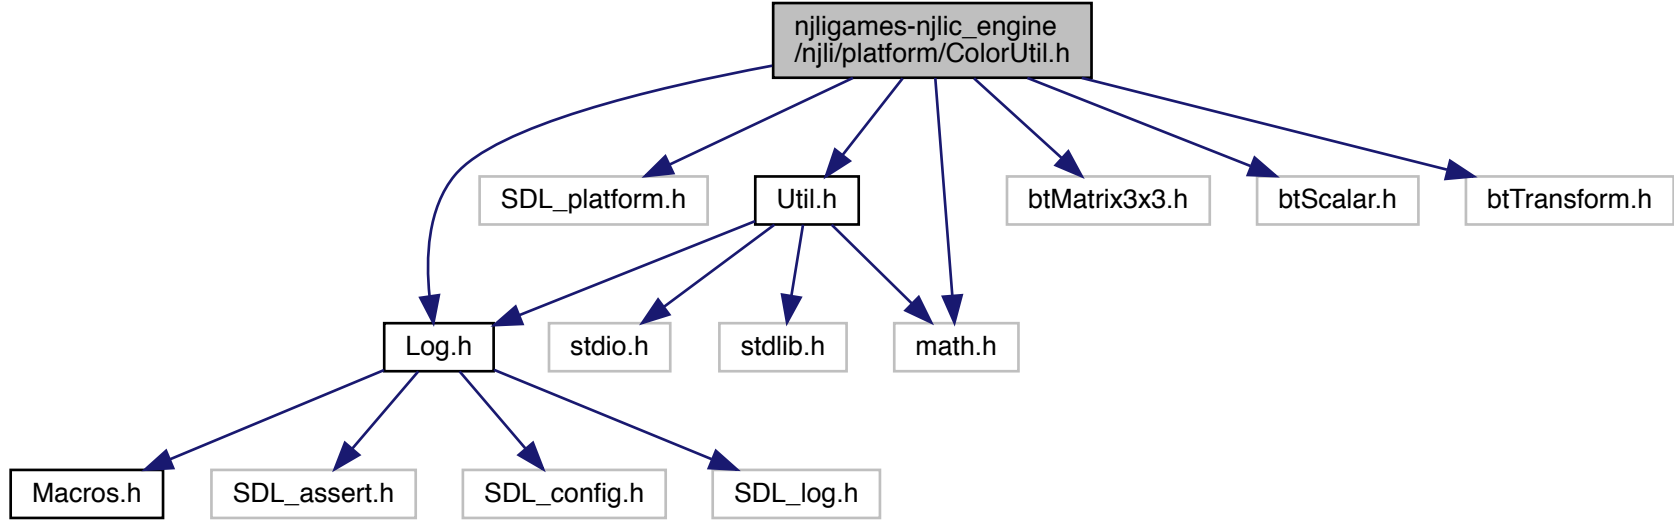 njligames-njlic_engine
/njli/platform/ColorUtil.h
SDL_platform.h
Util.h
btMatrix3x3.h
btScalar.h
btTransform.h
Log.h
stdio.h
stdlib.h
math.h
Macros.h
SDL_assert.h
SDL_config.h
SDL_log.h